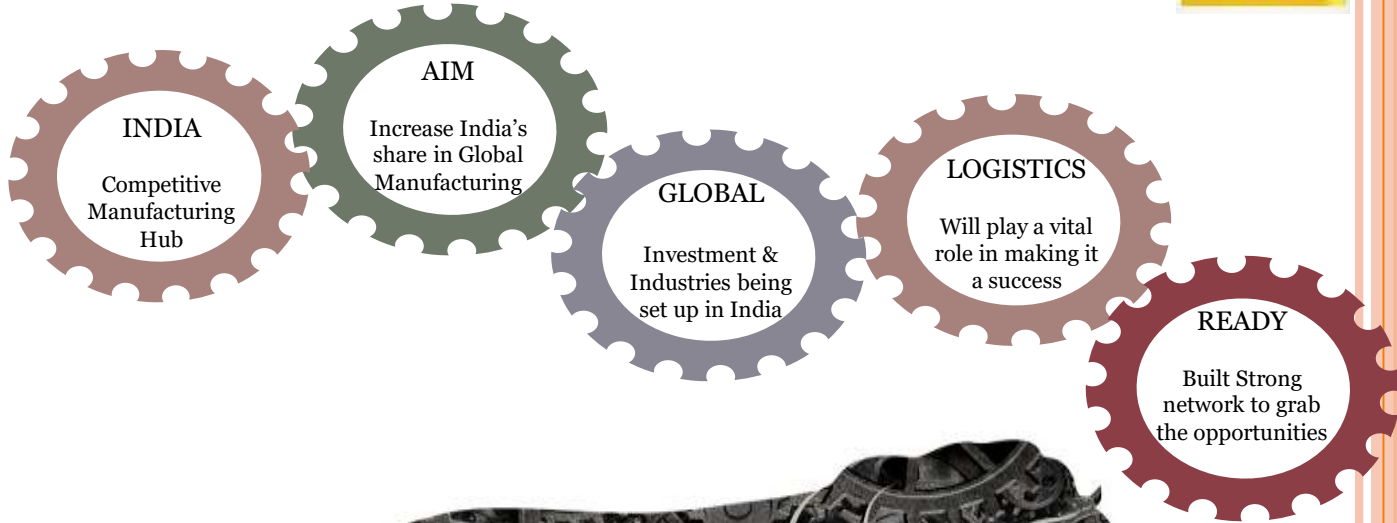 INDIA
Competitive
Manufacturing
Hub
AIM
Increase India’s
share in Global
Manufacturing
GLOBAL
Investment &
Industries being
set up in India
LOGISTICS
Will play a vital
role in making it
a success
READY
Built Strong
network to grab
the opportunities